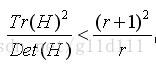 Tr(H)² / Det(H) < (r+1)² / r,